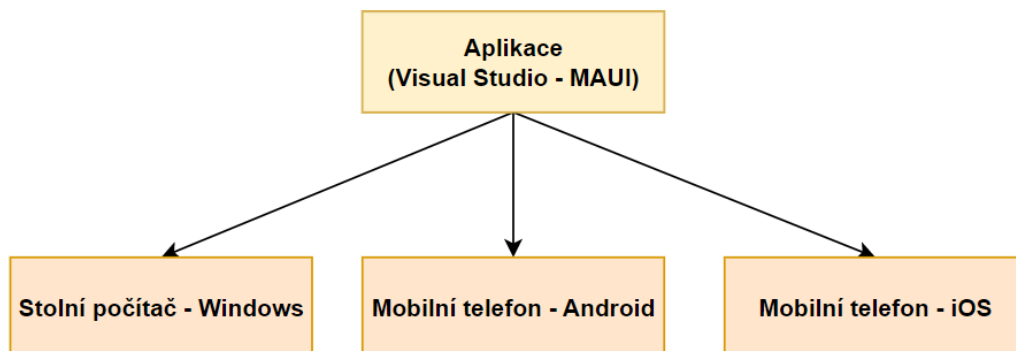 Aplikace
(Visual Studio - MAUI)
Stolní počítač - Windows
Mobilní telefon - Android
Mobilní telefon - iOS